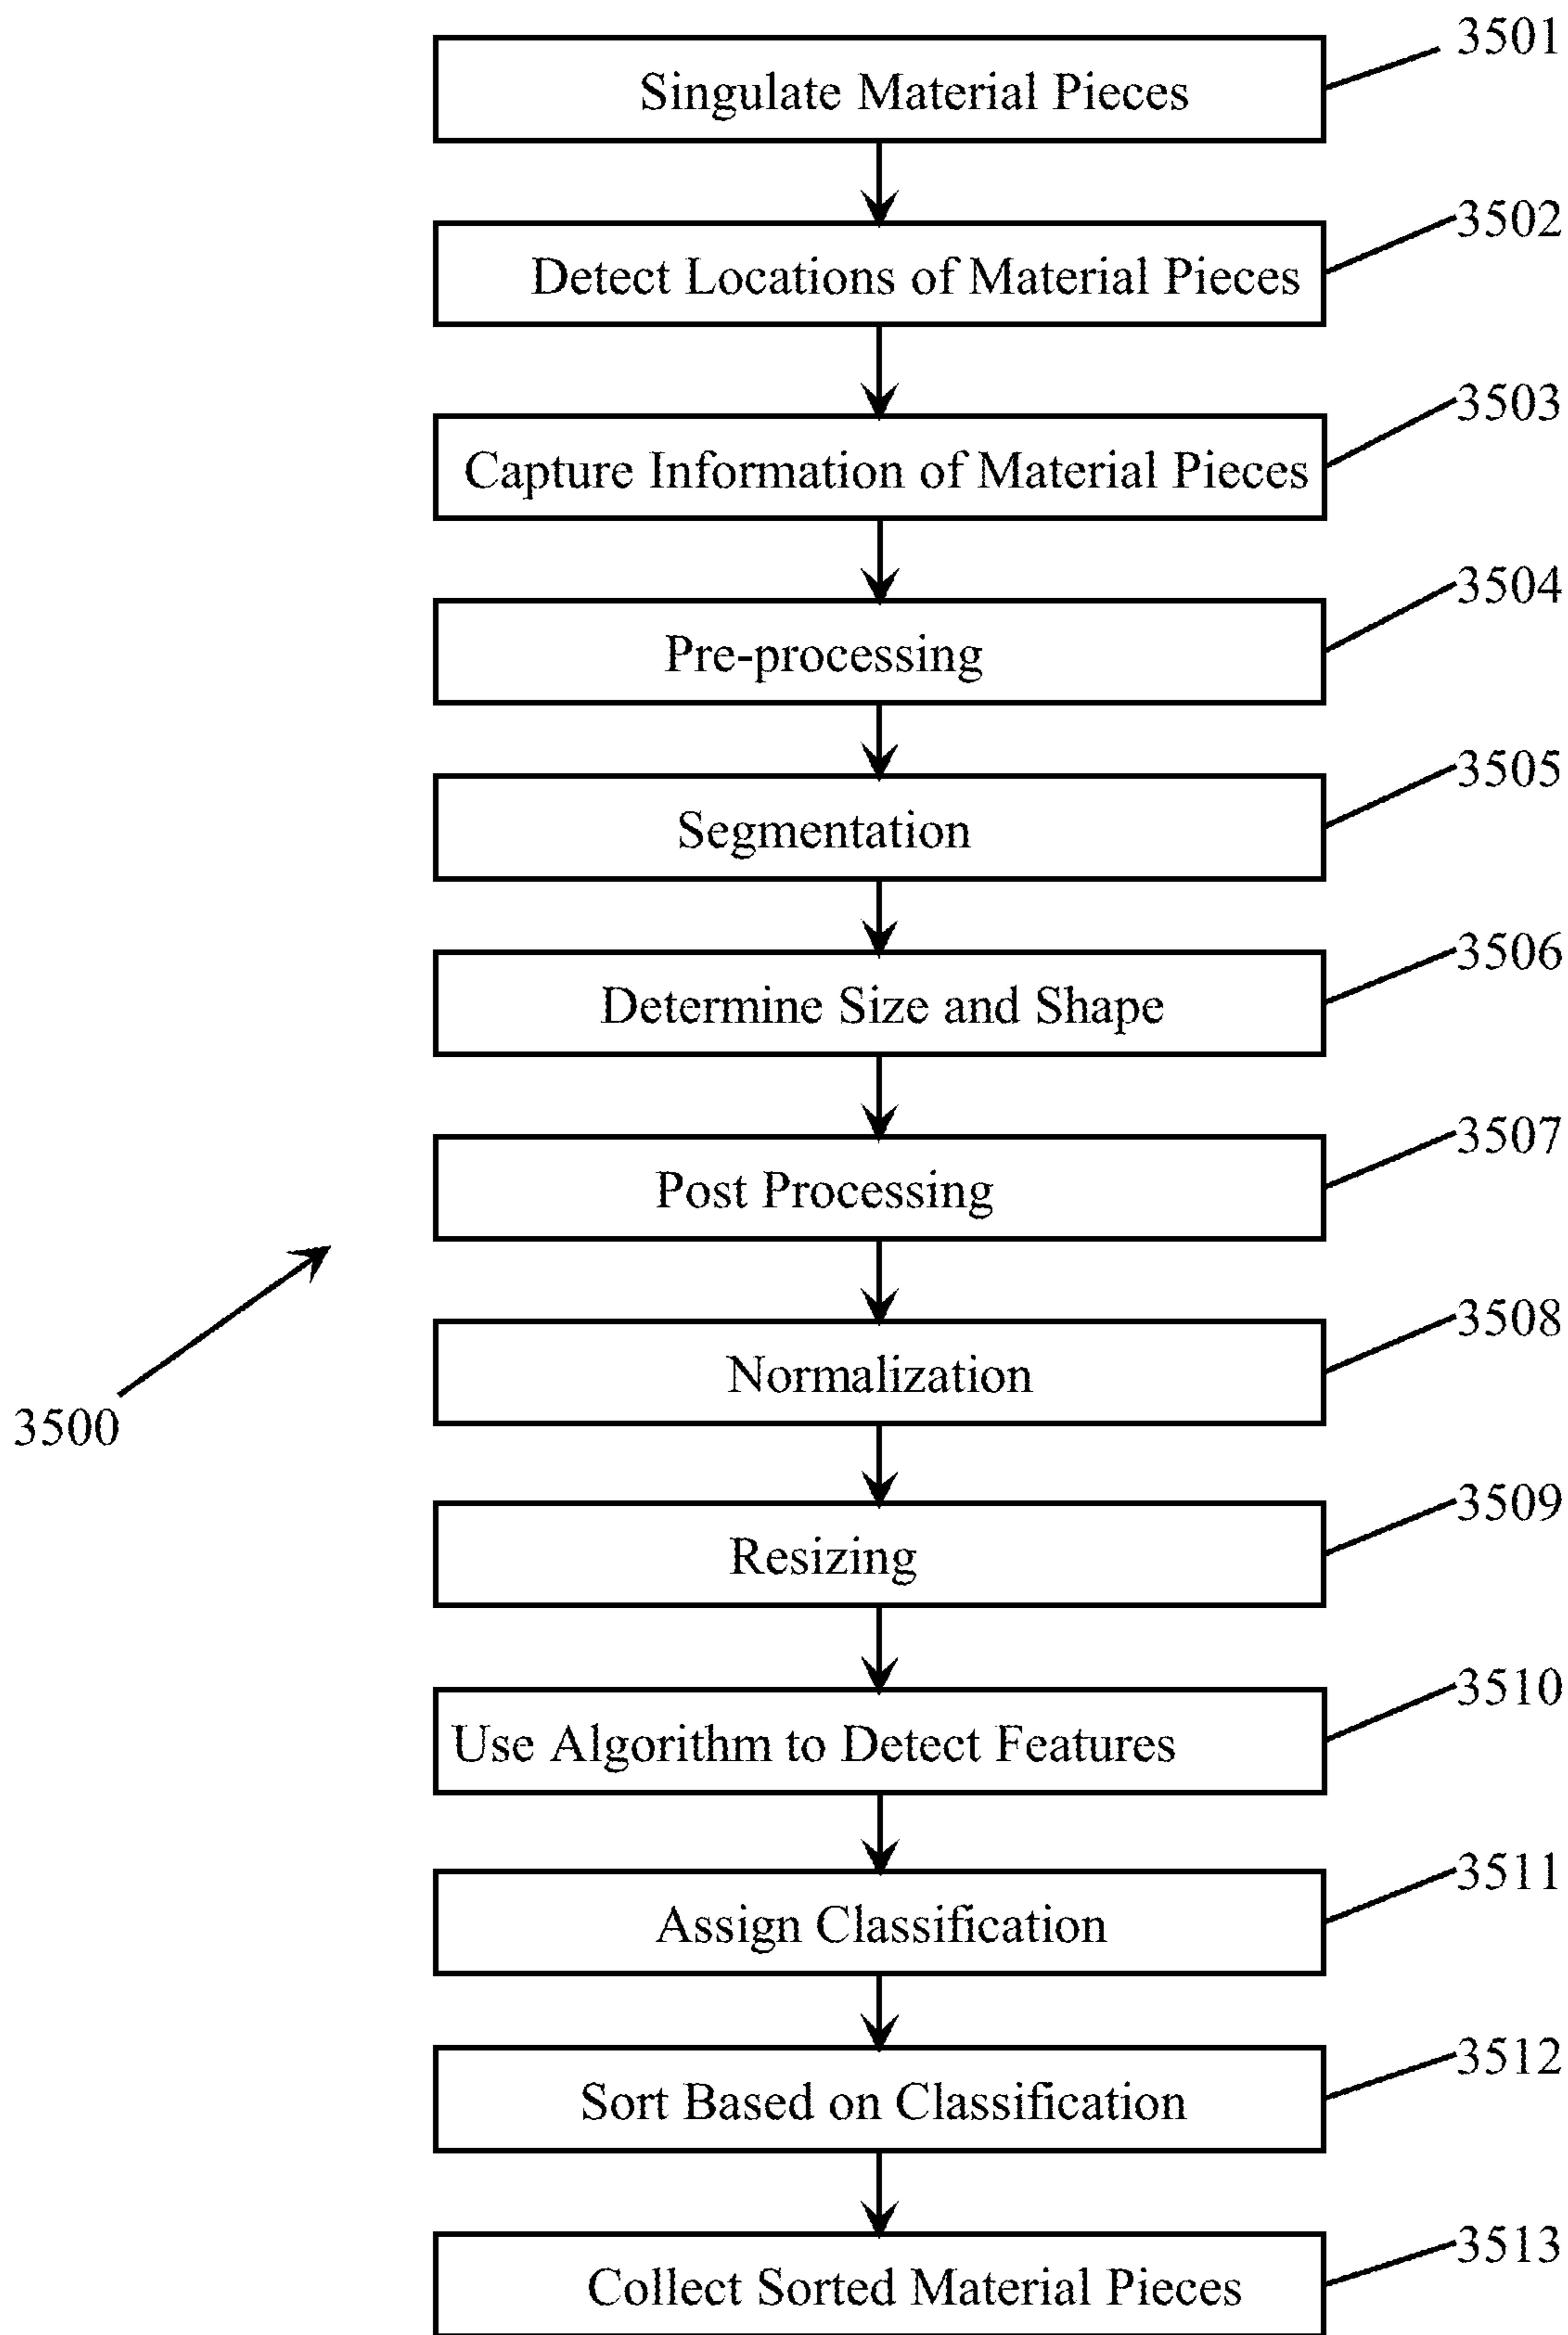 3501
Singulate Material Pieces
3502
Detect Locations of Material Pieces
3503
Capture Information of Material Pieces
3504
Pre-processing
3505
Segmentation
3506
Determine Size and Shape
3507
Post Processing
3508
Normalization
3500
3509
Resizing
3510
Use Algorithm to Detect Features
3511
Assign Classification
3512
Sort Based on Classification
3513
Collect Sorted Material Pieces